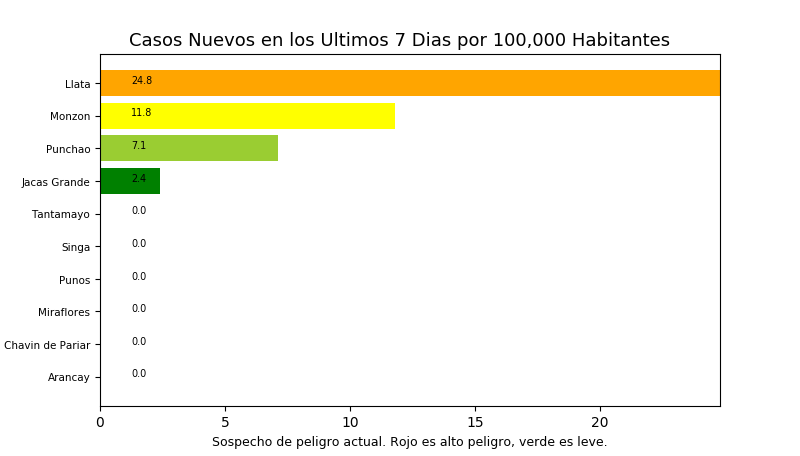 Casos Nuevos en los Ultimos 7 Dias por 100,000 Habitantes
Llata 24.8
Monzon 11.8
Punchao 7.1
Jacas Grande 2.4
Tantamayo 0.0
Singa 0.0
Punos 0.0
Miraflores 0.0
Chavin de Pariar 0.0
Arancay 0.0
0 5 10 15 20
Sospecho de peligro actual. Rojo es alto peligro, verde es leve.